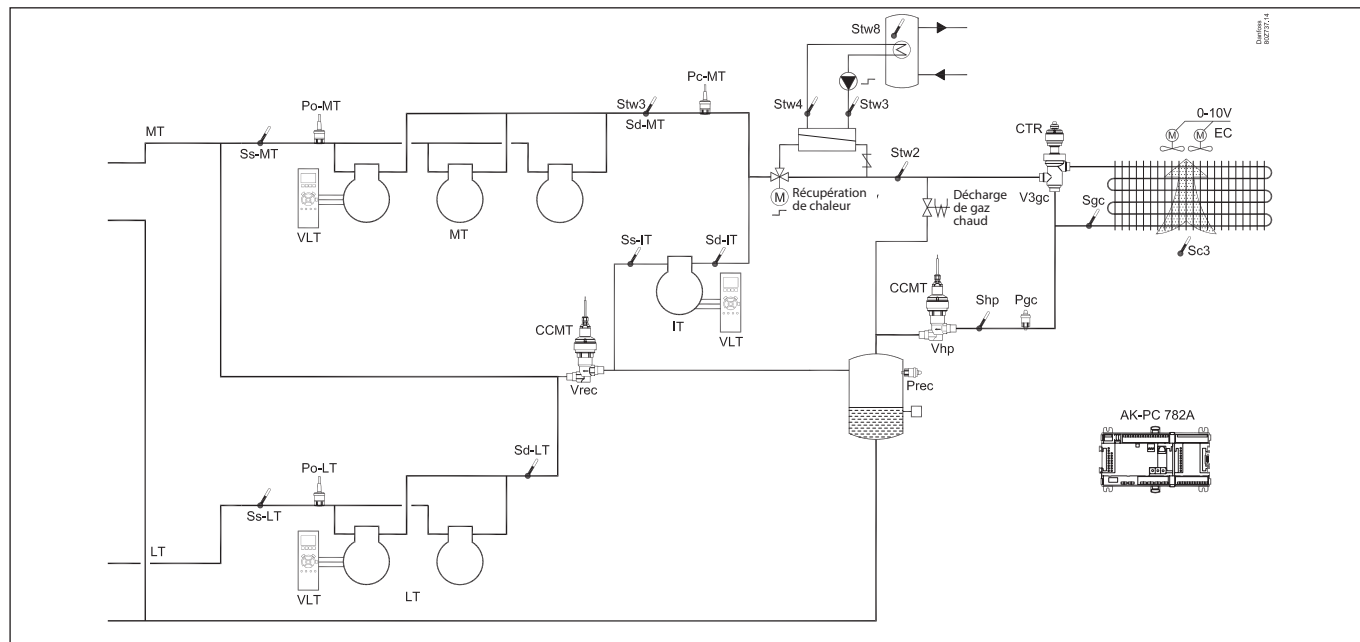 Danfoss
802737.14
Stw8
Pc-MT
Po-MT
Stw3
Sd-MT
Stw4
Stw3
0-10V
M
M
EC
CTR
MT
Ss-MT
Stw2
M
Récupération
de chaleur
Décharge
de gaz
chaud
V3gc
Sgc
Sc3
VLT
MT
Ss-IT
Sd-IT
CCMT
Shp
Pgc
CCMT
IT
VLT
Vhp
Vrec
Prec
AK-PC 782A
Sd-LT
Po-LT
Ss-LT
LT
VLT
LT